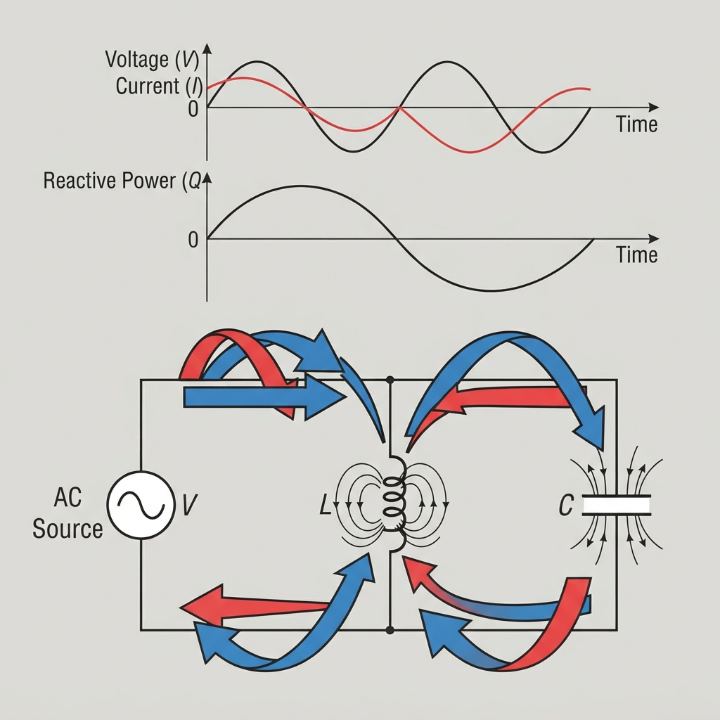 Voltage (V)
Current (I)
0
Time
Reactive Power (Q
0
Time
AC
Source
V
L
C